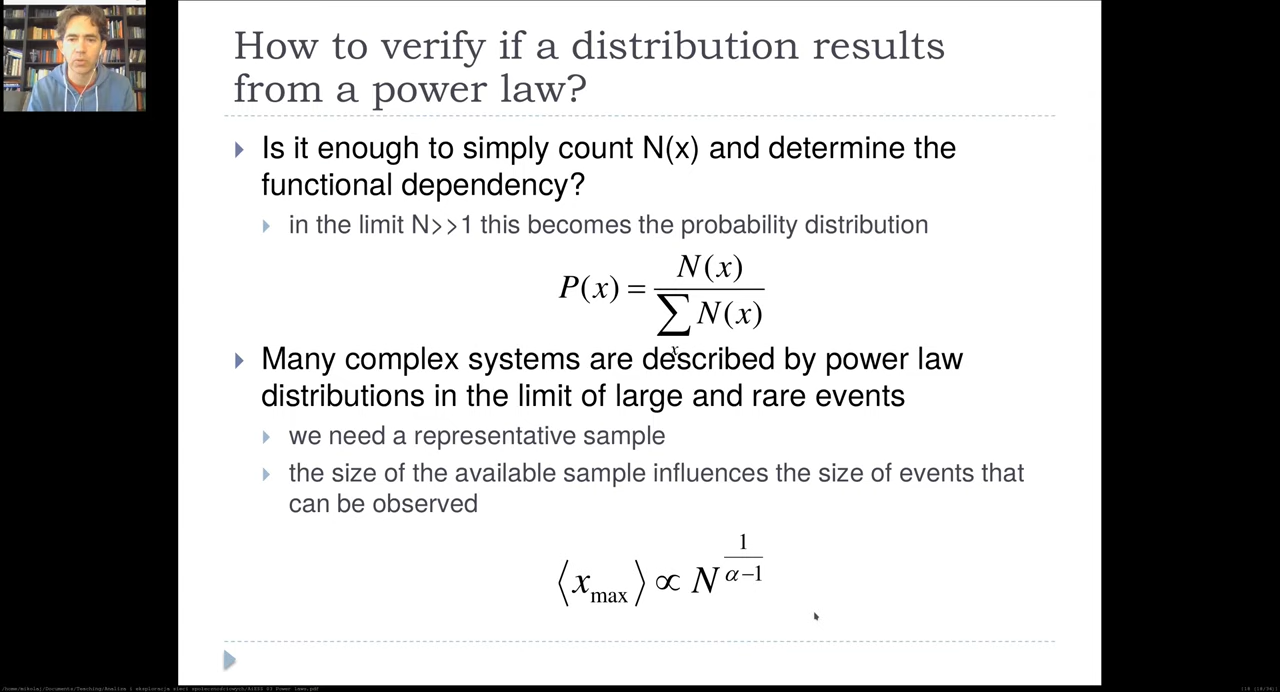 How to verify if a distribution results
from a power law?
Is it enough to simply count N(x) and determine the
functional dependency?
in the limit N>>1 this becomes the probability distribution
P(x) = N(x) / ∑ₓ N(x)
Many complex systems are described by power law
distributions in the limit of large and rare events
we need a representative sample
the size of the available sample influences the size of events that
can be observed
⟨x_max⟩ ∝ N^(1/(α−1))